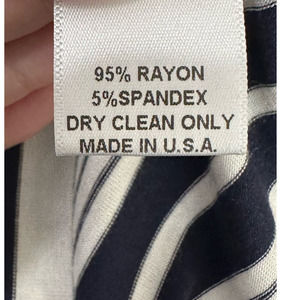 95% RAYON
5%SPANDEX
DRY CLEAN ONLY
MADE IN U.S.A.